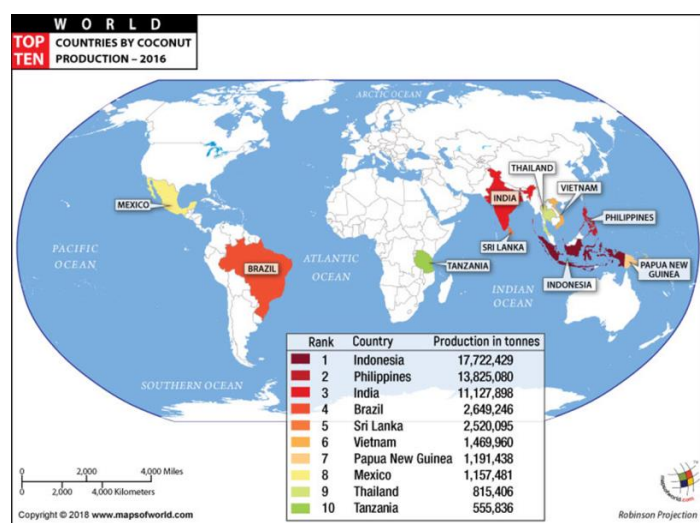 WORLD
TOP TEN
COUNTRIES BY COCONUT
PRODUCTION – 2016
ARCTIC OCEAN
THAILAND
VIETNAM
INDIA
MEXICO
PHILIPPINES
SRI LANKA
PACIFIC
OCEAN
ATLANTIC
OCEAN
BRAZIL
TANZANIA
PAPUA NEW
GUINEA
INDIAN
OCEAN
INDONESIA
SOUTHERN OCEAN
Rank Country Production in tonnes
1 Indonesia 17,722,429
2 Philippines 13,825,080
3 India 11,127,898
4 Brazil 2,649,246
5 Sri Lanka 2,520,095
6 Vietnam 1,469,960
7 Papua New Guinea 1,191,438
8 Mexico 1,157,481
9 Thailand 815,406
10 Tanzania 555,836
0 2,000 4,000 Miles
0 2,000 4,000 Kilometers
Copyright © 2018 www.mapsofworld.com
mapsofworld.com
Robinson Projection